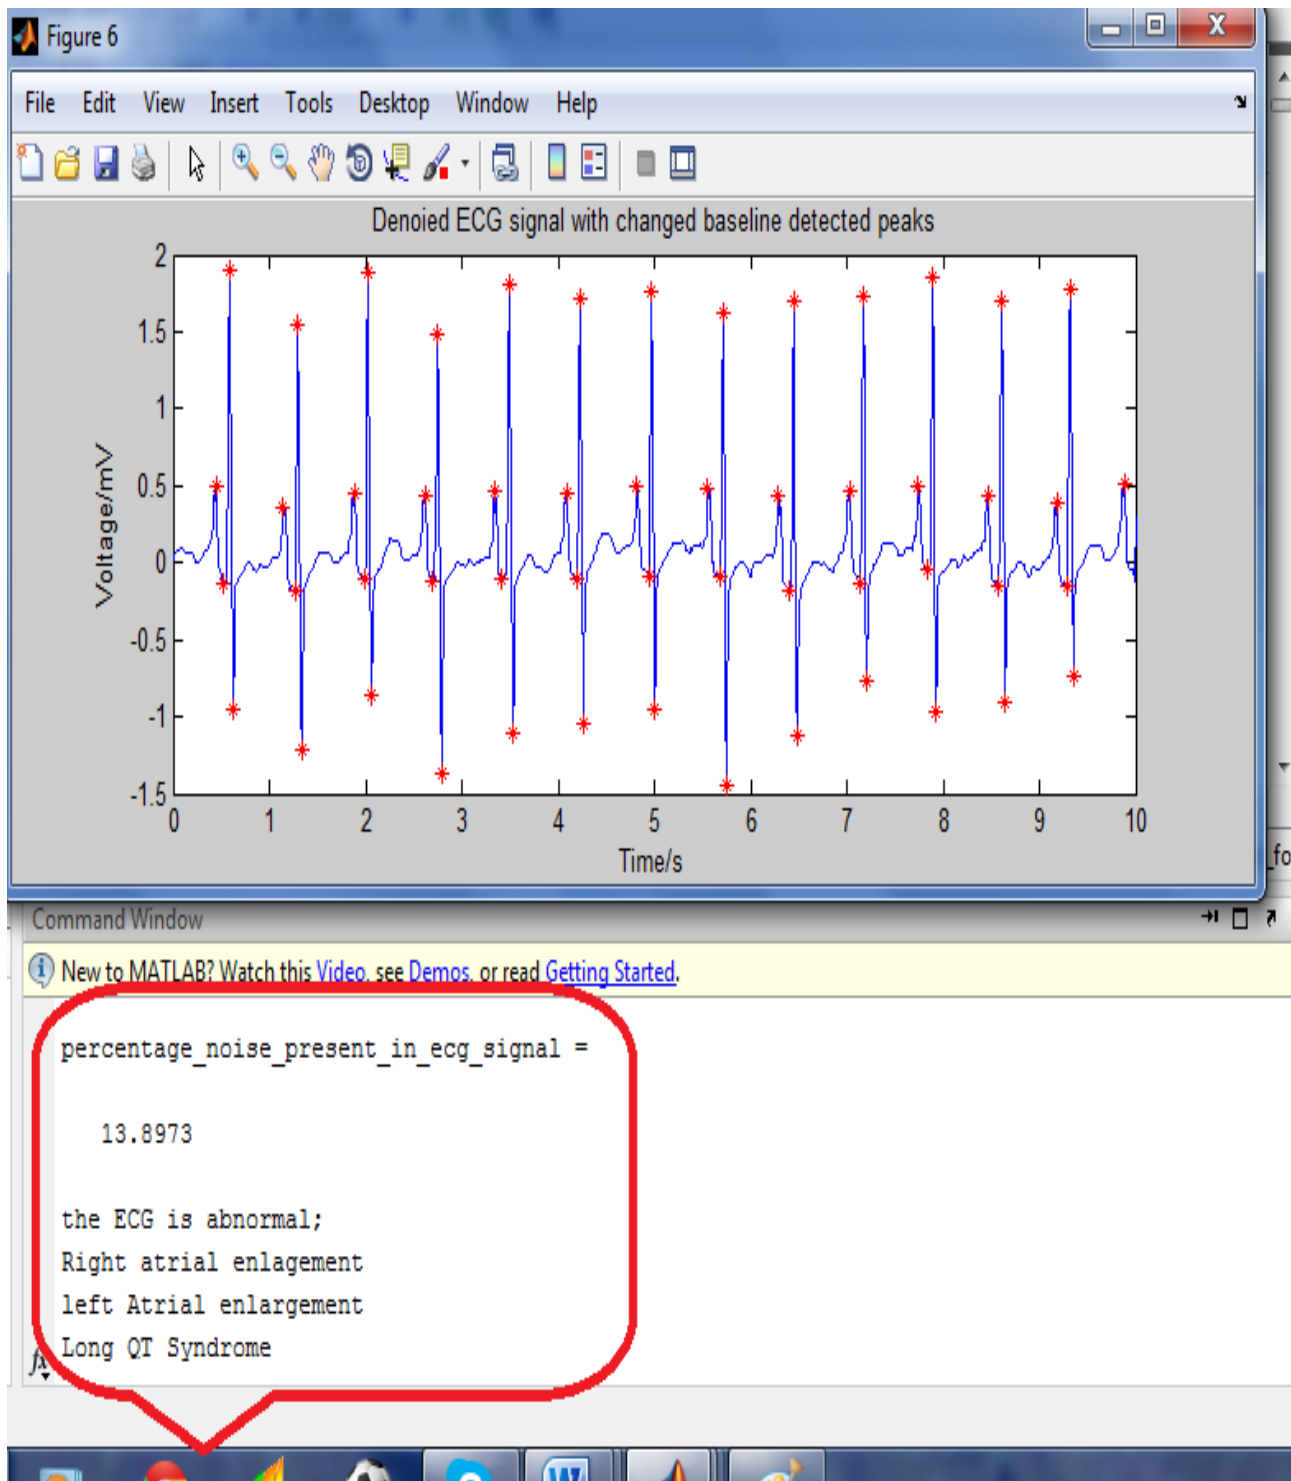 Figure 6
File Edit View Insert Tools Desktop Window Help
Denoied ECG signal with changed baseline detected peaks
2
1.5
1
0.5
0
-0.5
-1
-1.5
Voltage/mV
0 1 2 3 4 5 6 7 8 9 10
Time/s
_fo
Command Window
New to MATLAB? Watch this Video, see Demos, or read Getting Started.
percentage_noise_present_in_ecg_signal =
13.8973
the ECG is abnormal;
Right atrial enlagement
left Atrial enlargement
Long QT Syndrome
fx